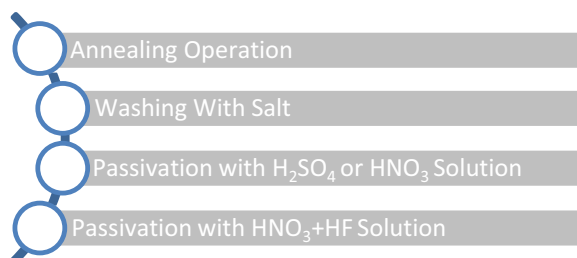 Annealing Operation
Washing With Salt
Passivation with H₂SO₄ or HNO₃ Solution
Passivation with HNO₃+HF Solution